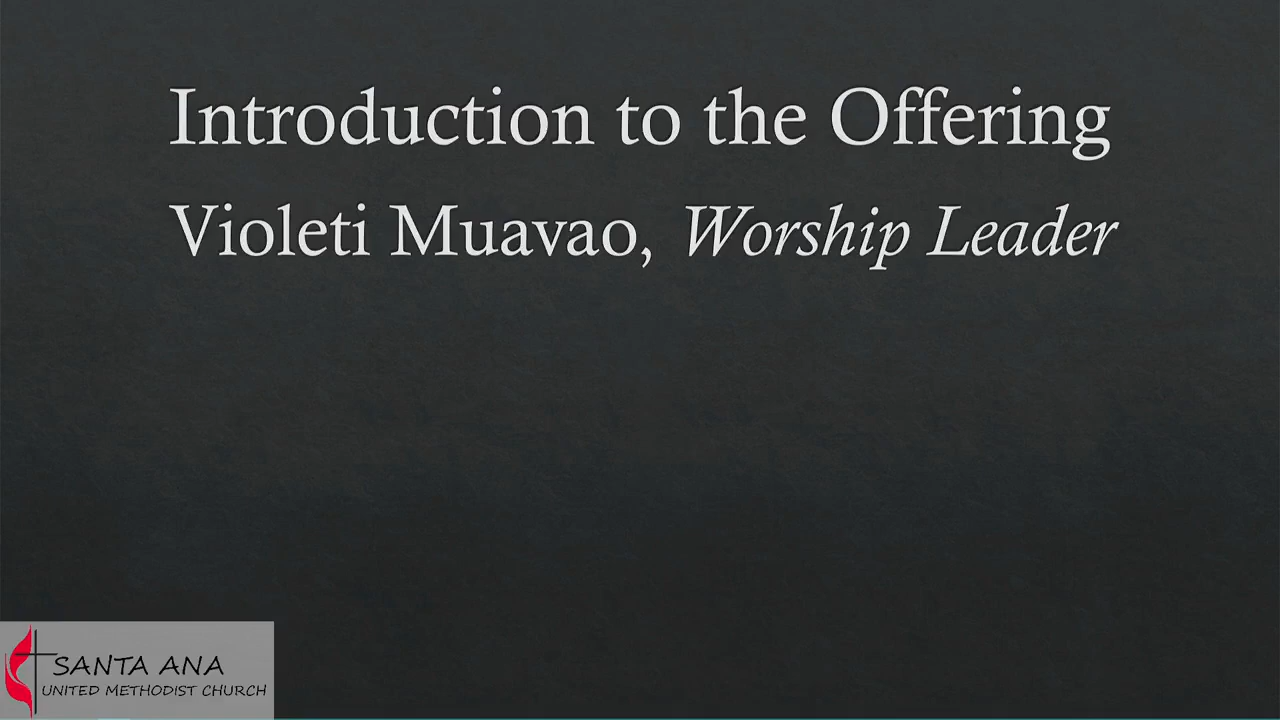 Introduction to the Offering
Violeti Muavao, Worship Leader
SANTA ANA
UNITED METHODIST CHURCH